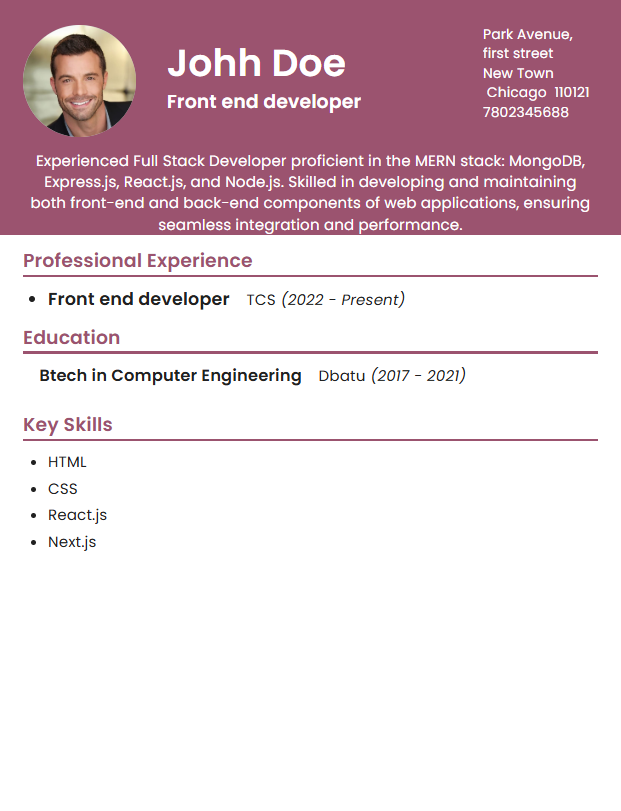 Johh Doe
Front end developer
Park Avenue,
first street
New Town
Chicago 110121
7802345688
Experienced Full Stack Developer proficient in the MERN stack: MongoDB,
Express.js, React.js, and Node.js. Skilled in developing and maintaining
both front-end and back-end components of web applications, ensuring
seamless integration and performance.
Professional Experience
• Front end developer TCS (2022 - Present)
Education
Btech in Computer Engineering Dbatu (2017 - 2021)
Key Skills
• HTML
• CSS
• React.js
• Next.js